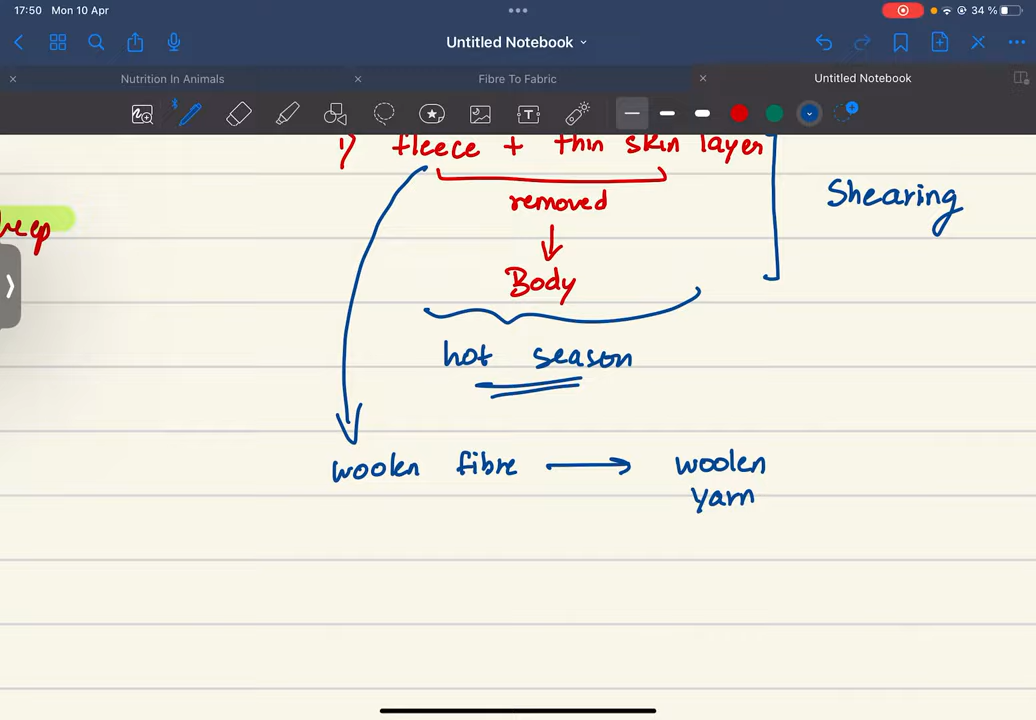 17:50 Mon 10 Apr
34 %
Untitled Notebook
Nutrition In Animals
Fibre To Fabric
Untitled Notebook
1) fleece + thin skin layer
Shearing
removed
Body
hot season
woolen fibre → woolen
yarn